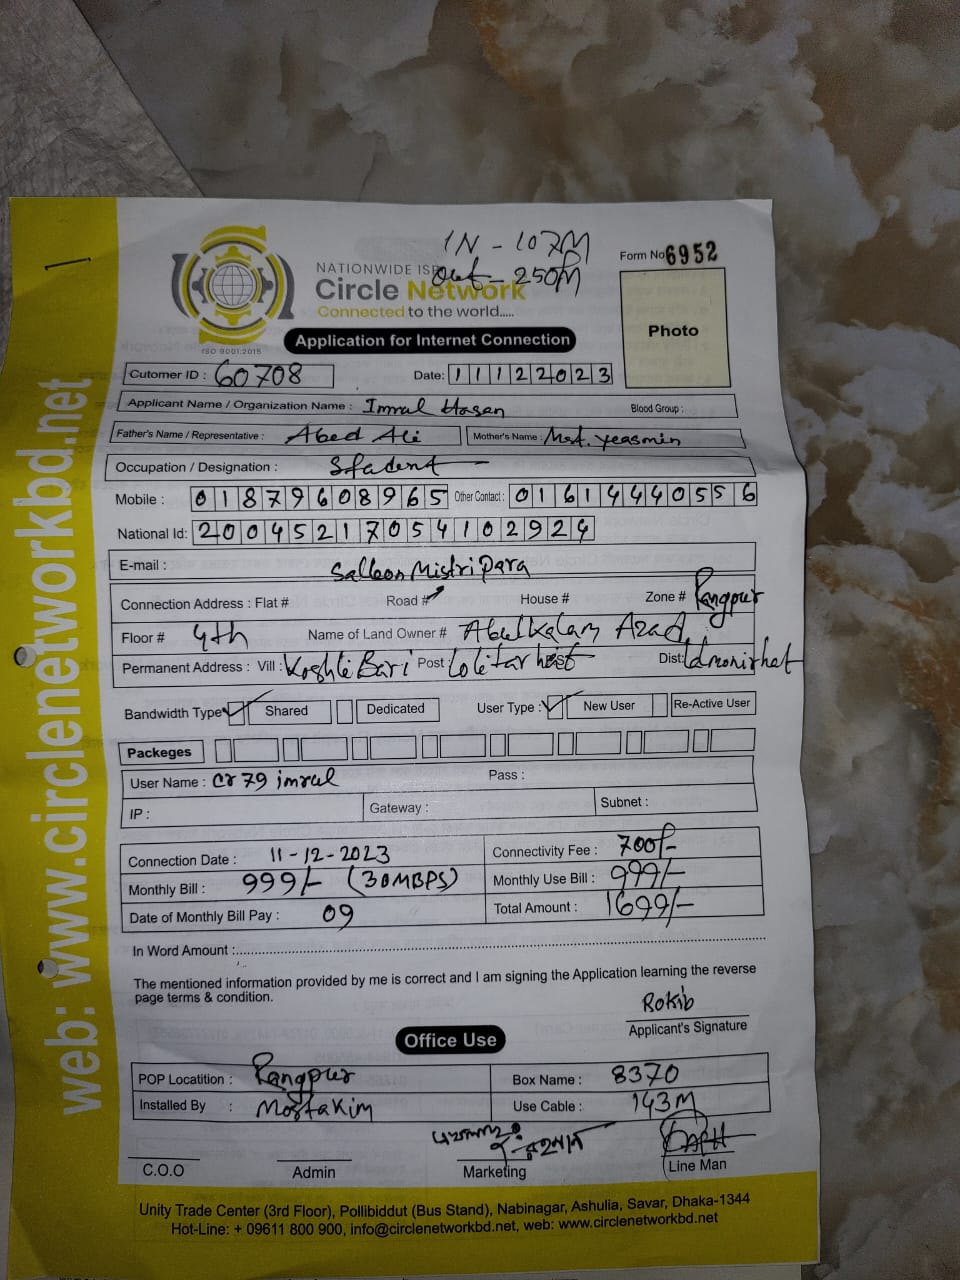 1N - 107M
out - 250M
Form No 6952
NATIONWIDE ISP
Circle Network
Connected to the world.....
ISO 9001:2015
Photo
Application for Internet Connection
Cutomer ID : 60708
Date: 11122023
Applicant Name / Organization Name : Imral Hasan
Blood Group :
Father's Name / Representative : Abed Ali
Mother's Name : Mst. yeasmin
Occupation / Designation : Stadent
Mobile : 01879608965
Other Contact : 01614440556
National Id: 20045217054102924
E-mail :
Salleon Mistri Para
Connection Address : Flat # Road # House # Zone # Rangpur
Floor # 4th Name of Land Owner # Abul Kalam Azad
Permanent Address : Vill : Koshli Bari Post : Dist:
Bandwidth Type Shared Dedicated User Type : New User Re-Active User
Packeges
User Name : cr79imrul Pass :
IP : Gateway : Subnet :
Connection Date : 11-12-2023
Connectivity Fee : 700/-
Monthly Bill : 999/- (30MBPS)
Monthly Use Bill : 999/-
Date of Monthly Bill Pay : 09
Total Amount : 1699/-
In Word Amount :
The mentioned information provided by me is correct and I am signing the Application learning the reverse
page terms & condition.
Rokib
Applicant's Signature
Office Use
POP Locatition : Rangpur
Box Name : 8370
Installed By : Mostakim
Use Cable : 143M
C.O.O
Admin
Marketing
Line Man
Unity Trade Center (3rd Floor), Pollibiddut (Bus Stand), Nabinagar, Ashulia, Savar, Dhaka-1344
Hot-Line: + 09611 800 900, info@circlenetworkbd.net, web: www.circlenetworkbd.net
web: www.circlenetworkbd.net